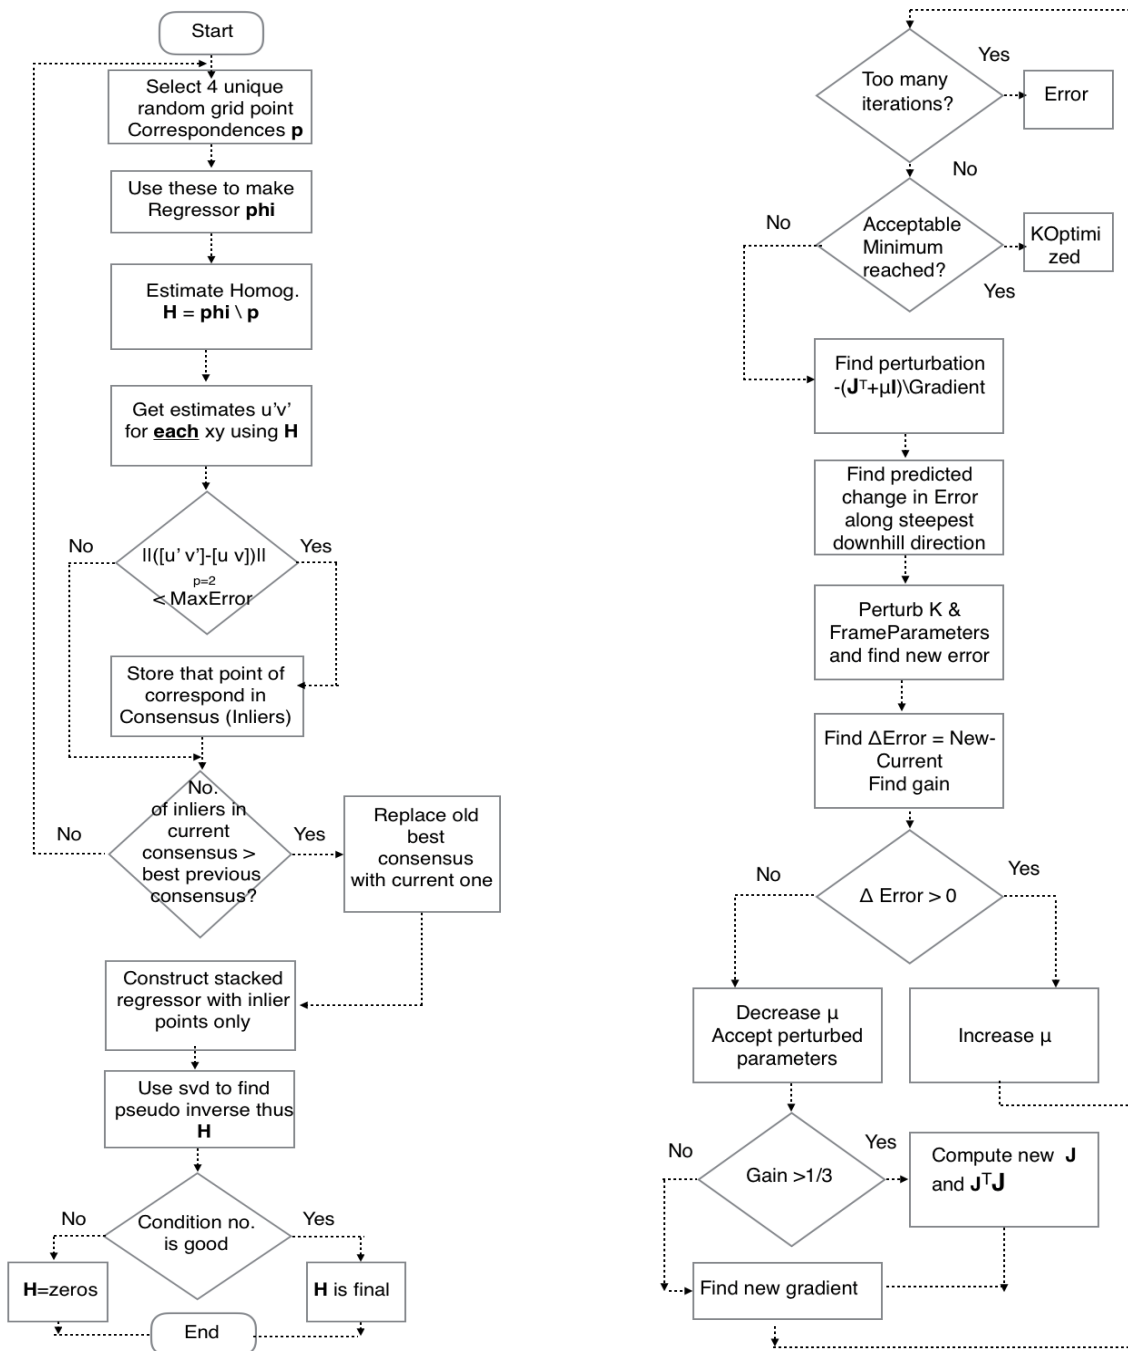 Start
Select 4 unique
random grid point
Correspondences p
Use these to make
Regressor phi
Estimate Homog.
H = phi \ p
Get estimates u'v'
for each xy using H
No
Yes
||([u' v']-[u v])||
p=2
< MaxError
Store that point of
correspond in
Consensus (Inliers)
No.
of inliers in
current
consensus >
best previous
consensus?
No
Yes
Replace old
best
consensus
with current one
Construct stacked
regressor with inlier
points only
Use svd to find
pseudo inverse thus
H
Condition no.
is good
No
Yes
H=zeros
H is final
End
Too many
iterations?
Yes
Error
No
Acceptable
Minimum
reached?
No
Yes
KOptimi
zed
Find perturbation
-(Jᵀ+μI)\Gradient
Find predicted
change in Error
along steepest
downhill direction
Perturb K &
FrameParameters
and find new error
Find ΔError = New-
Current
Find gain
Δ Error > 0
No
Yes
Decrease μ
Accept perturbed
parameters
Increase μ
Gain >1/3
No
Yes
Compute new J
and JᵀJ
Find new gradient